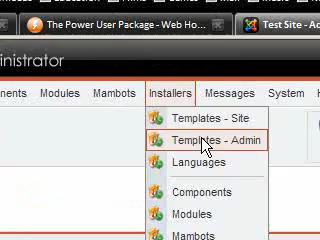 The Power User Package - Web Ho...
Test Site - Ad
inistrator
nents Modules Mambots Installers Messages System H
Templates - Site
Templates - Admin
Languages
Components
Modules
Mambots